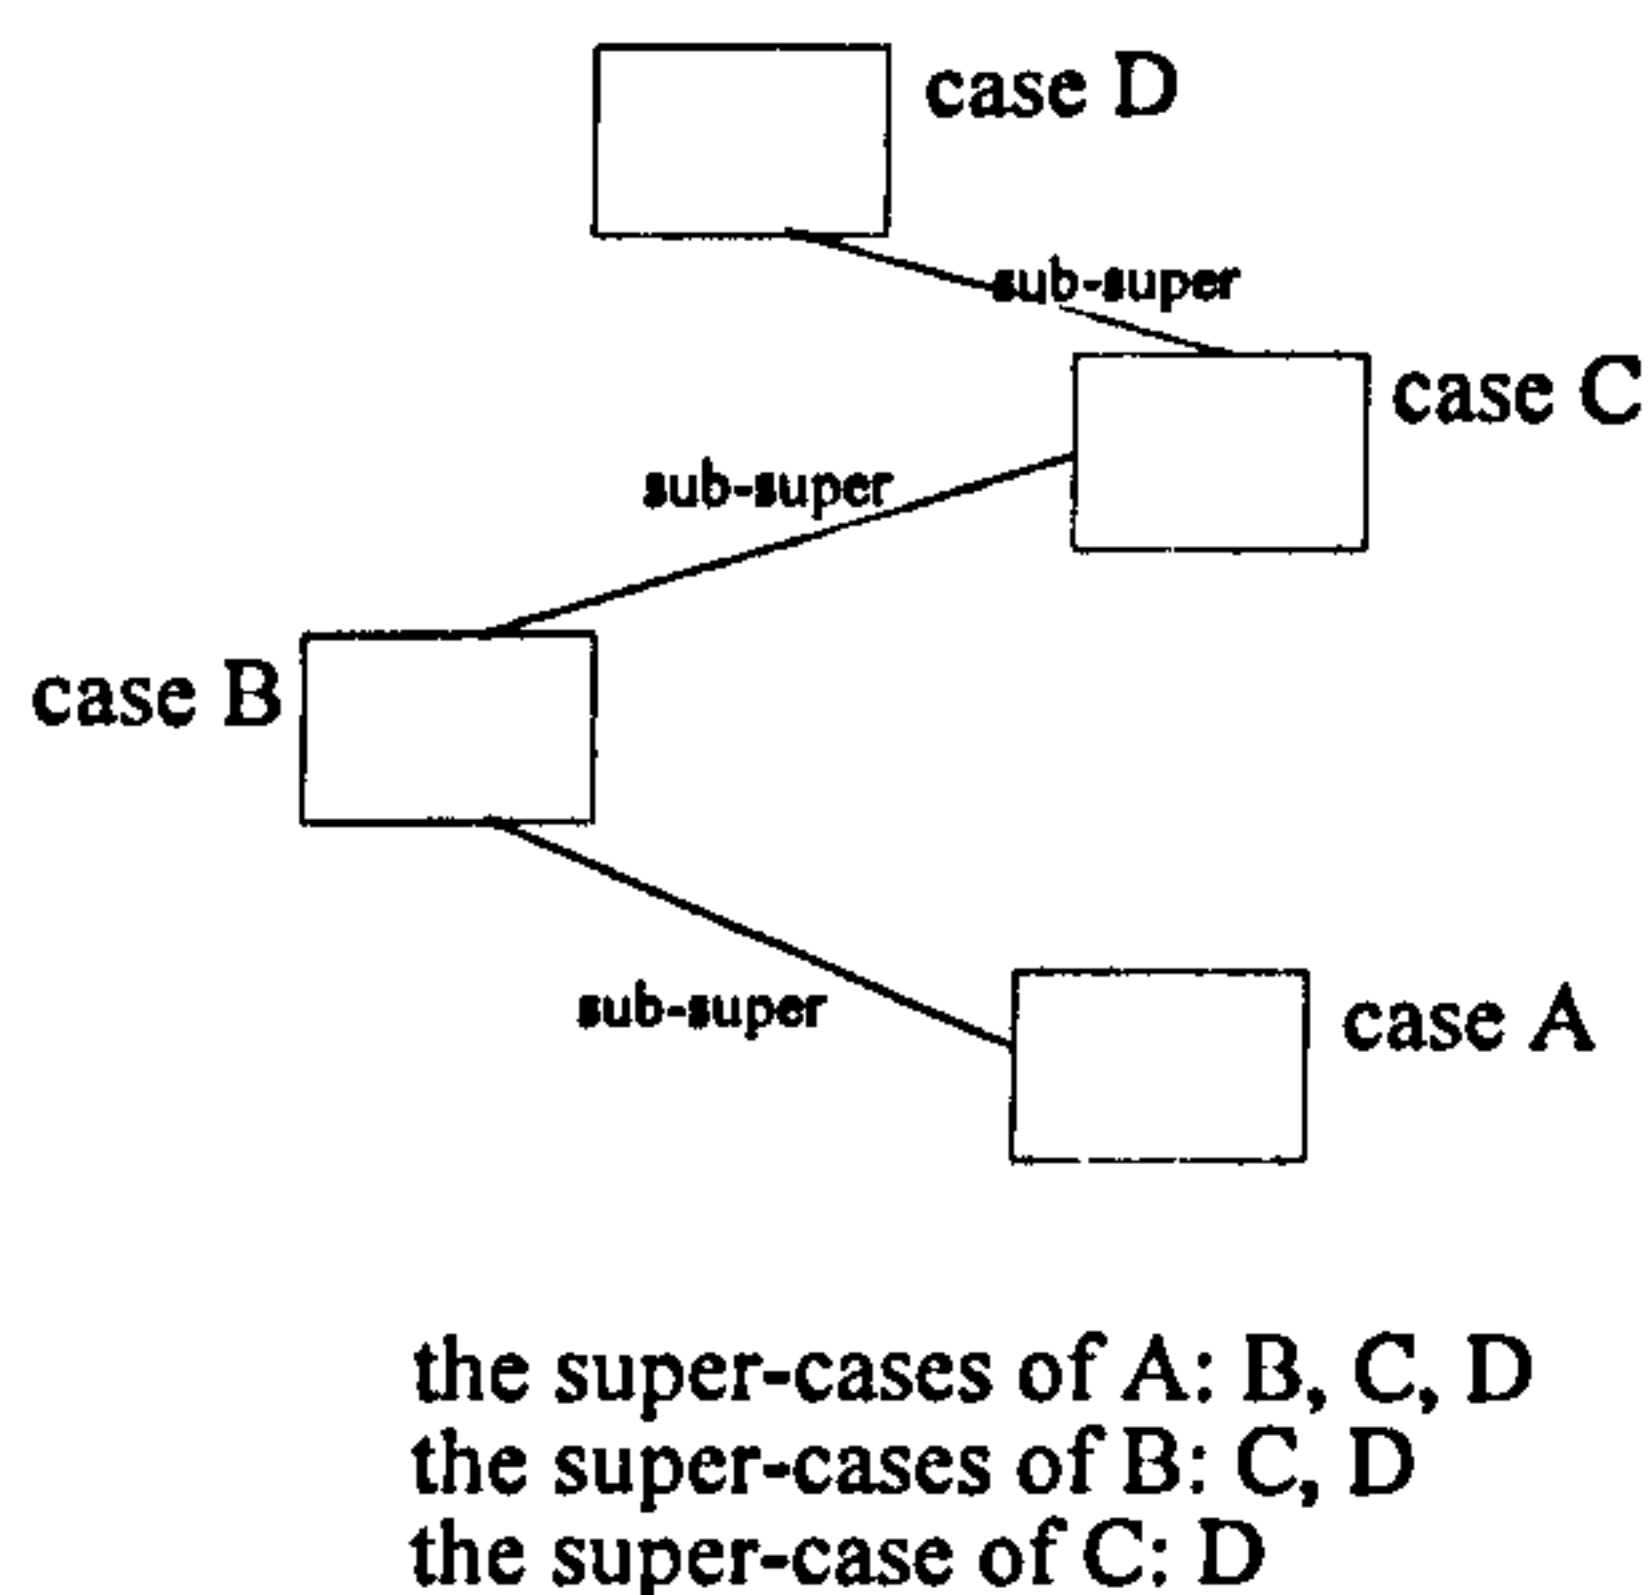 case D
sub-super
case C
sub-super
case B
sub-super
case A
the super-cases of A: B, C, D
the super-cases of B: C, D
the super-case of C: D